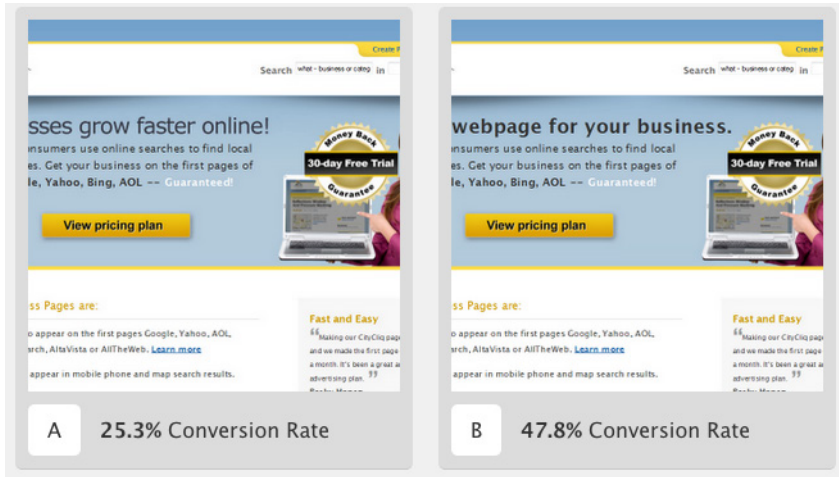 Create
Search what - business or categ in
sses grow faster online!
nsumers use online searches to find local
es. Get your business on the first pages of
le, Yahoo, Bing, AOL -- Guaranteed!
Money Back
30-day Free Trial
Guarantee
View pricing plan
ss Pages are:
o appear on the first pages Google, Yahoo, AOL,
arch, AltaVista or AllTheWeb. Learn more
appear in mobile phone and map search results.
Fast and Easy
“Making our CityCliq page
and we made the first page
a month. It's been a great a
advertising plan. ”
A 25.3% Conversion Rate
Create
Search what - business or categ in
webpage for your business.
nsumers use online searches to find local
es. Get your business on the first pages of
le, Yahoo, Bing, AOL -- Guaranteed!
Money Back
30-day Free Trial
Guarantee
View pricing plan
ss Pages are:
o appear on the first pages Google, Yahoo, AOL,
arch, AltaVista or AllTheWeb. Learn more
appear in mobile phone and map search results.
Fast and Easy
“Making our CityCliq page
and we made the first page
a month. It's been a great a
advertising plan. ”
B 47.8% Conversion Rate